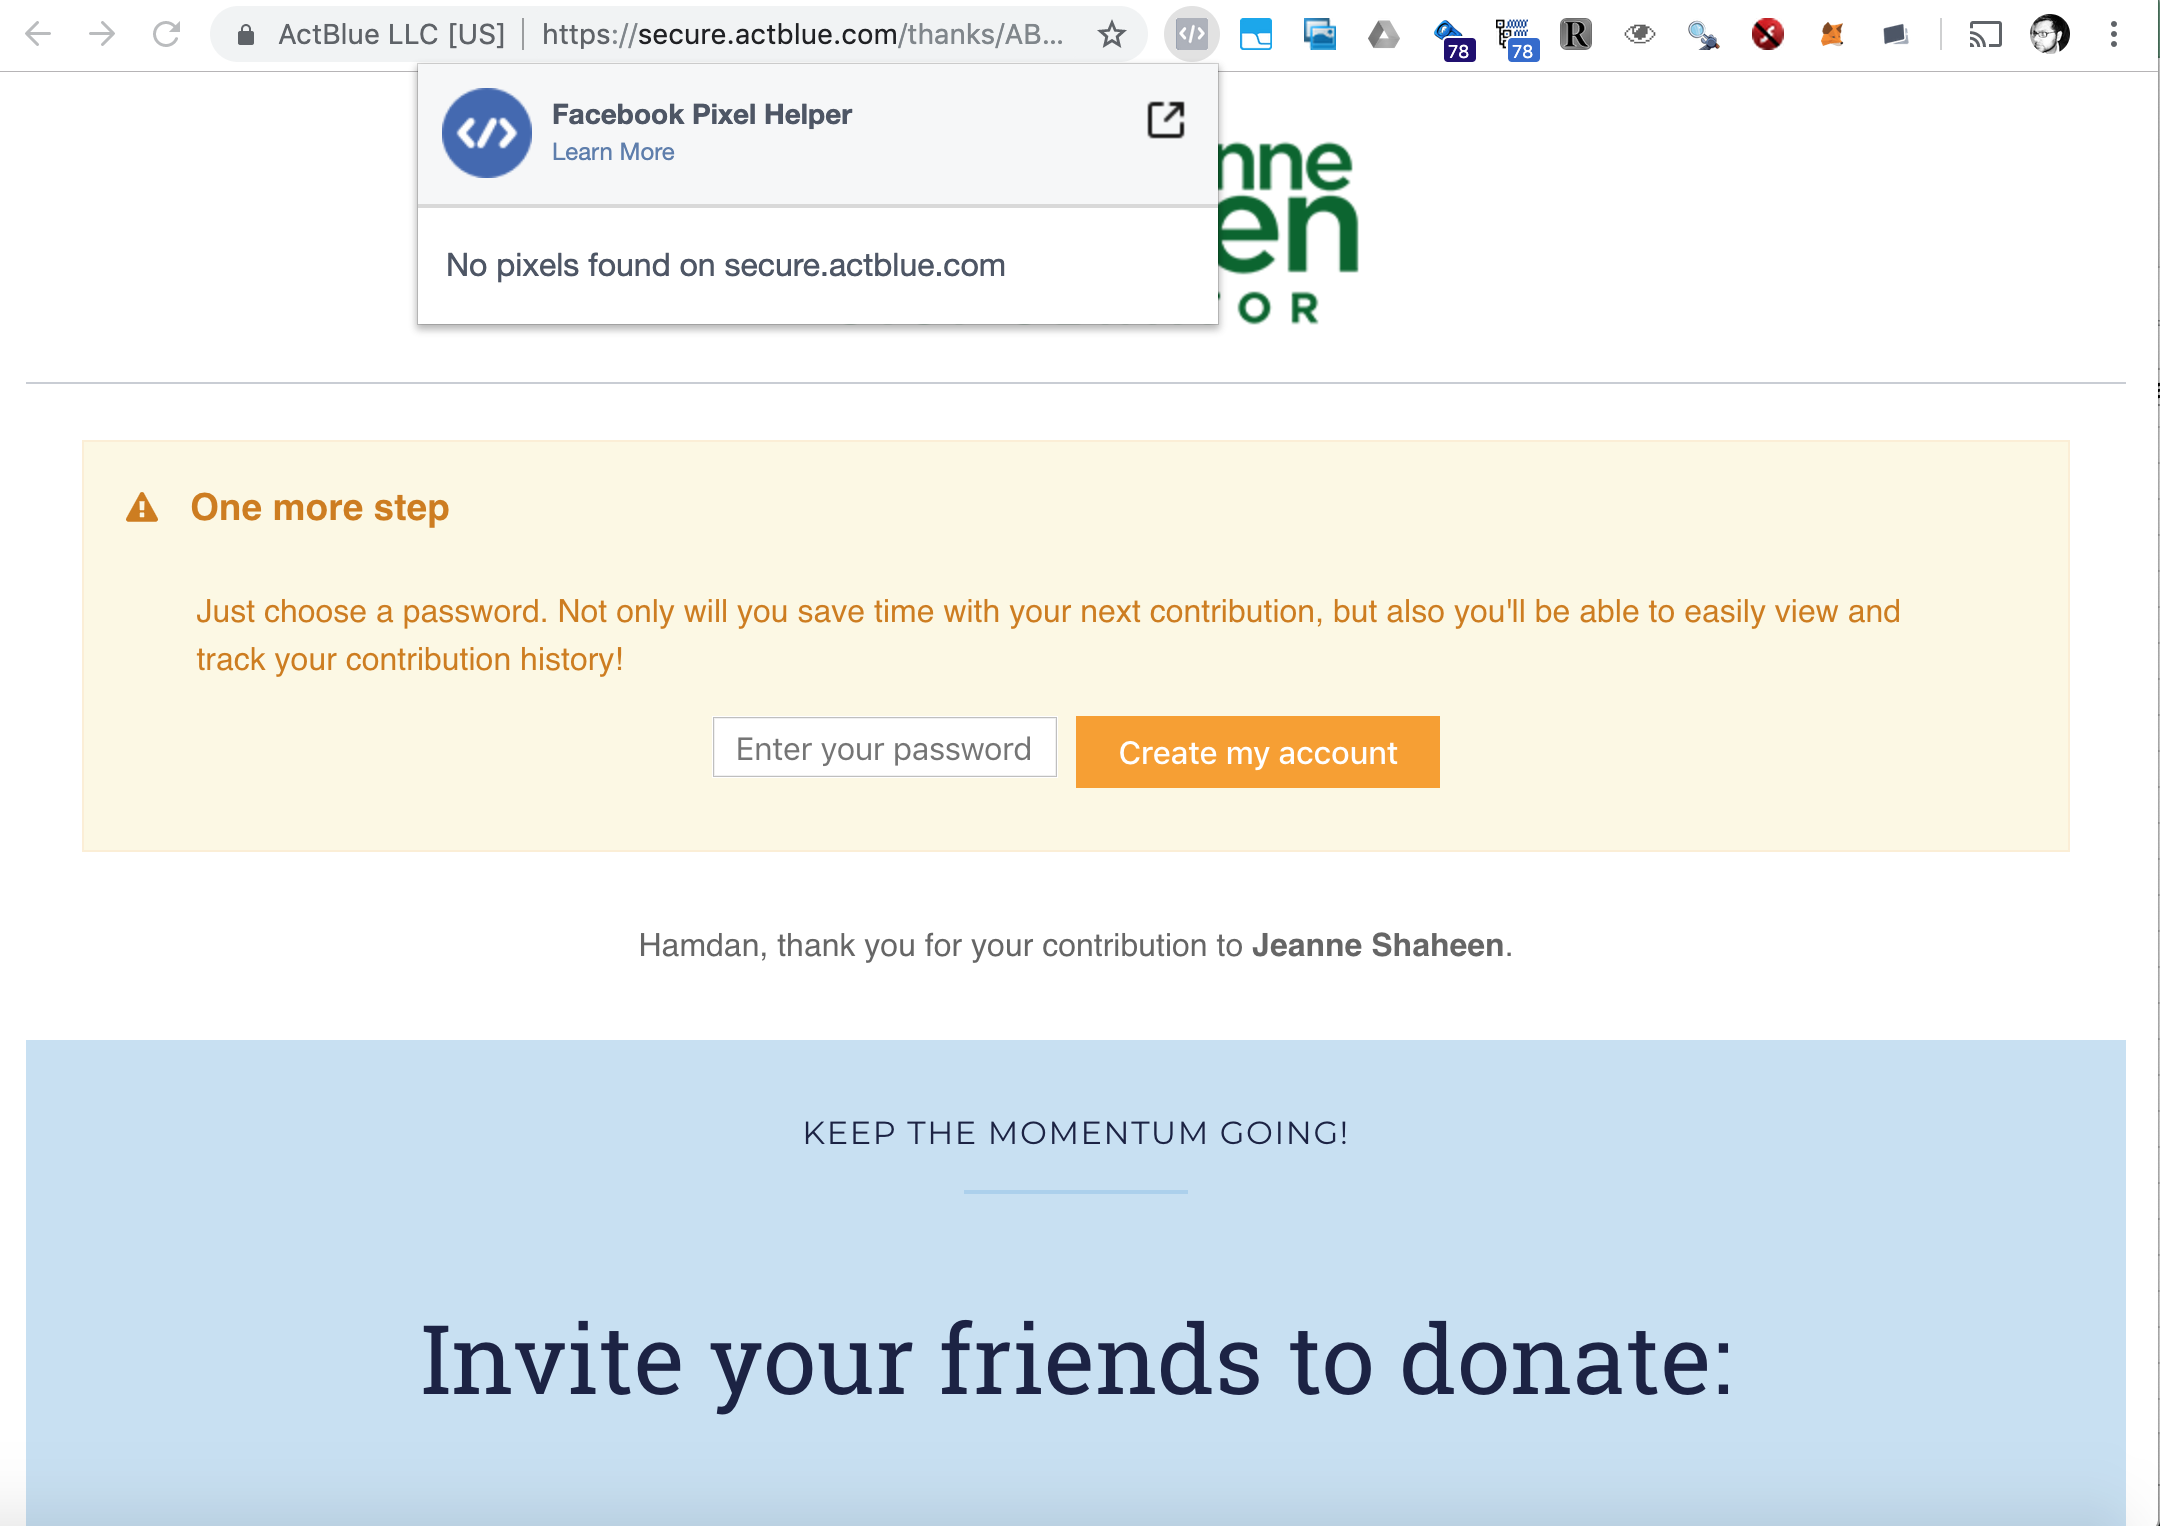 ActBlue LLC [US] | https://secure.actblue.com/thanks/AB...
78
78
R
Facebook Pixel Helper
Learn More
No pixels found on secure.actblue.com
nne
en
OR
One more step
Just choose a password. Not only will you save time with your next contribution, but also you'll be able to easily view and
track your contribution history!
Enter your password
Create my account
Hamdan, thank you for your contribution to Jeanne Shaheen.
KEEP THE MOMENTUM GOING!
Invite your friends to donate: